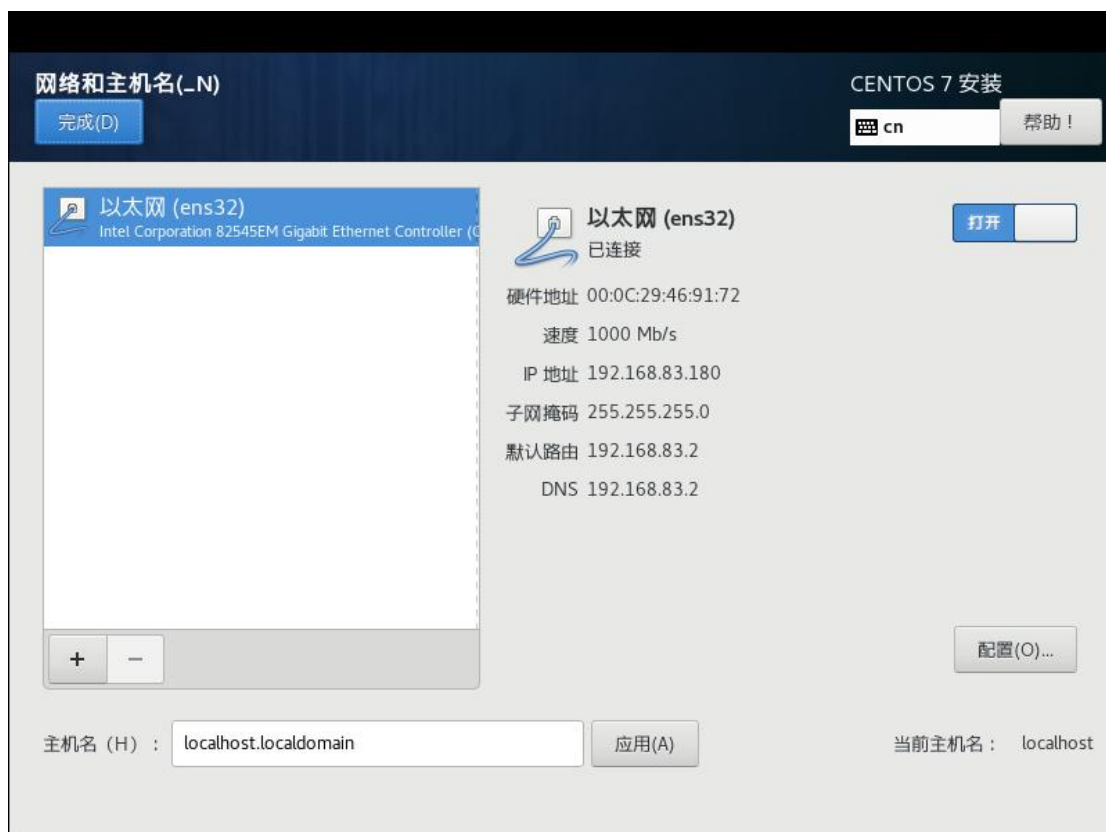 网络和主机名(_N)
CENTOS 7 安装
完成(D)
cn
帮助！
以太网 (ens32)
Intel Corporation 82545EM Gigabit Ethernet Controller (C
以太网 (ens32)
已连接
打开
硬件地址 00:0C:29:46:91:72
速度 1000 Mb/s
IP 地址 192.168.83.180
子网掩码 255.255.255.0
默认路由 192.168.83.2
DNS 192.168.83.2
+ −
配置(O)...
主机名（H）： localhost.localdomain 应用(A) 当前主机名： localhost